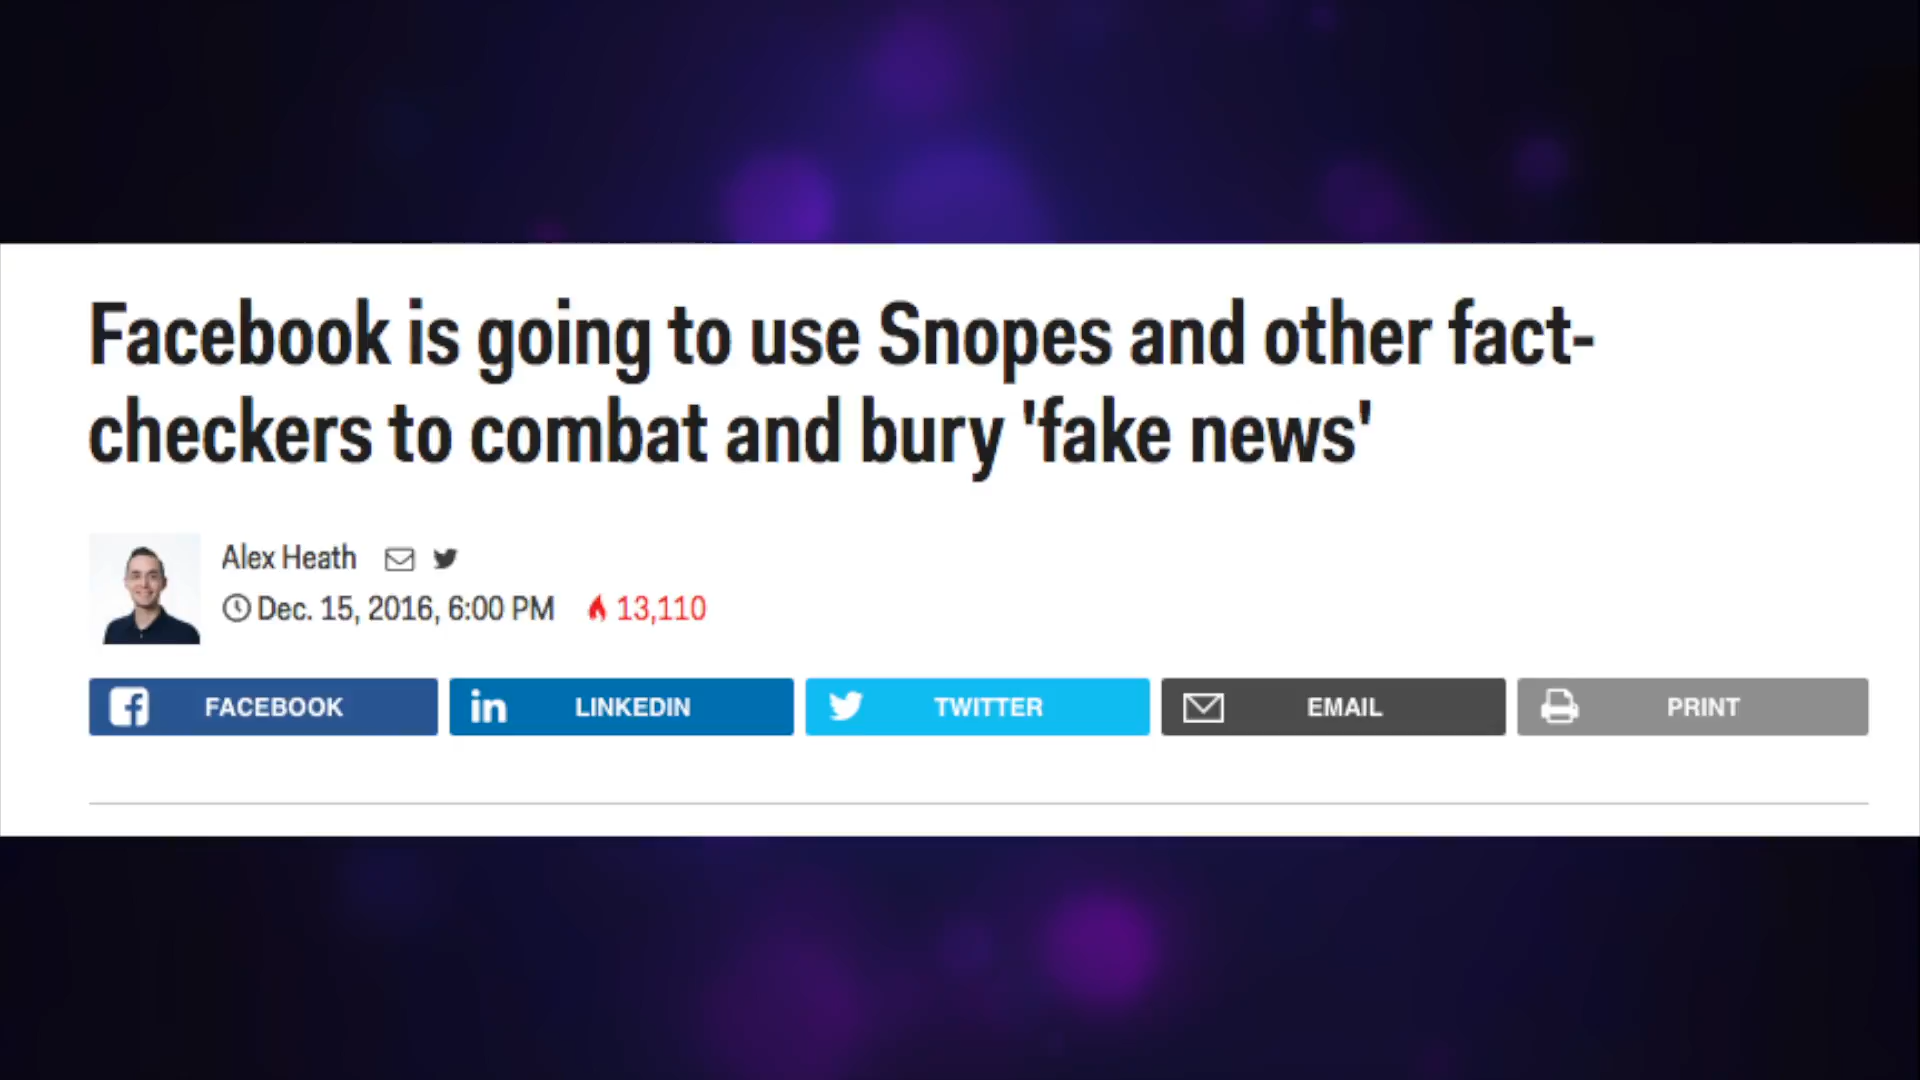 Facebook is going to use Snopes and other fact-
checkers to combat and bury 'fake news'
Alex Heath
Dec. 15, 2016, 6:00 PM 13,110
FACEBOOK LINKEDIN TWITTER EMAIL PRINT